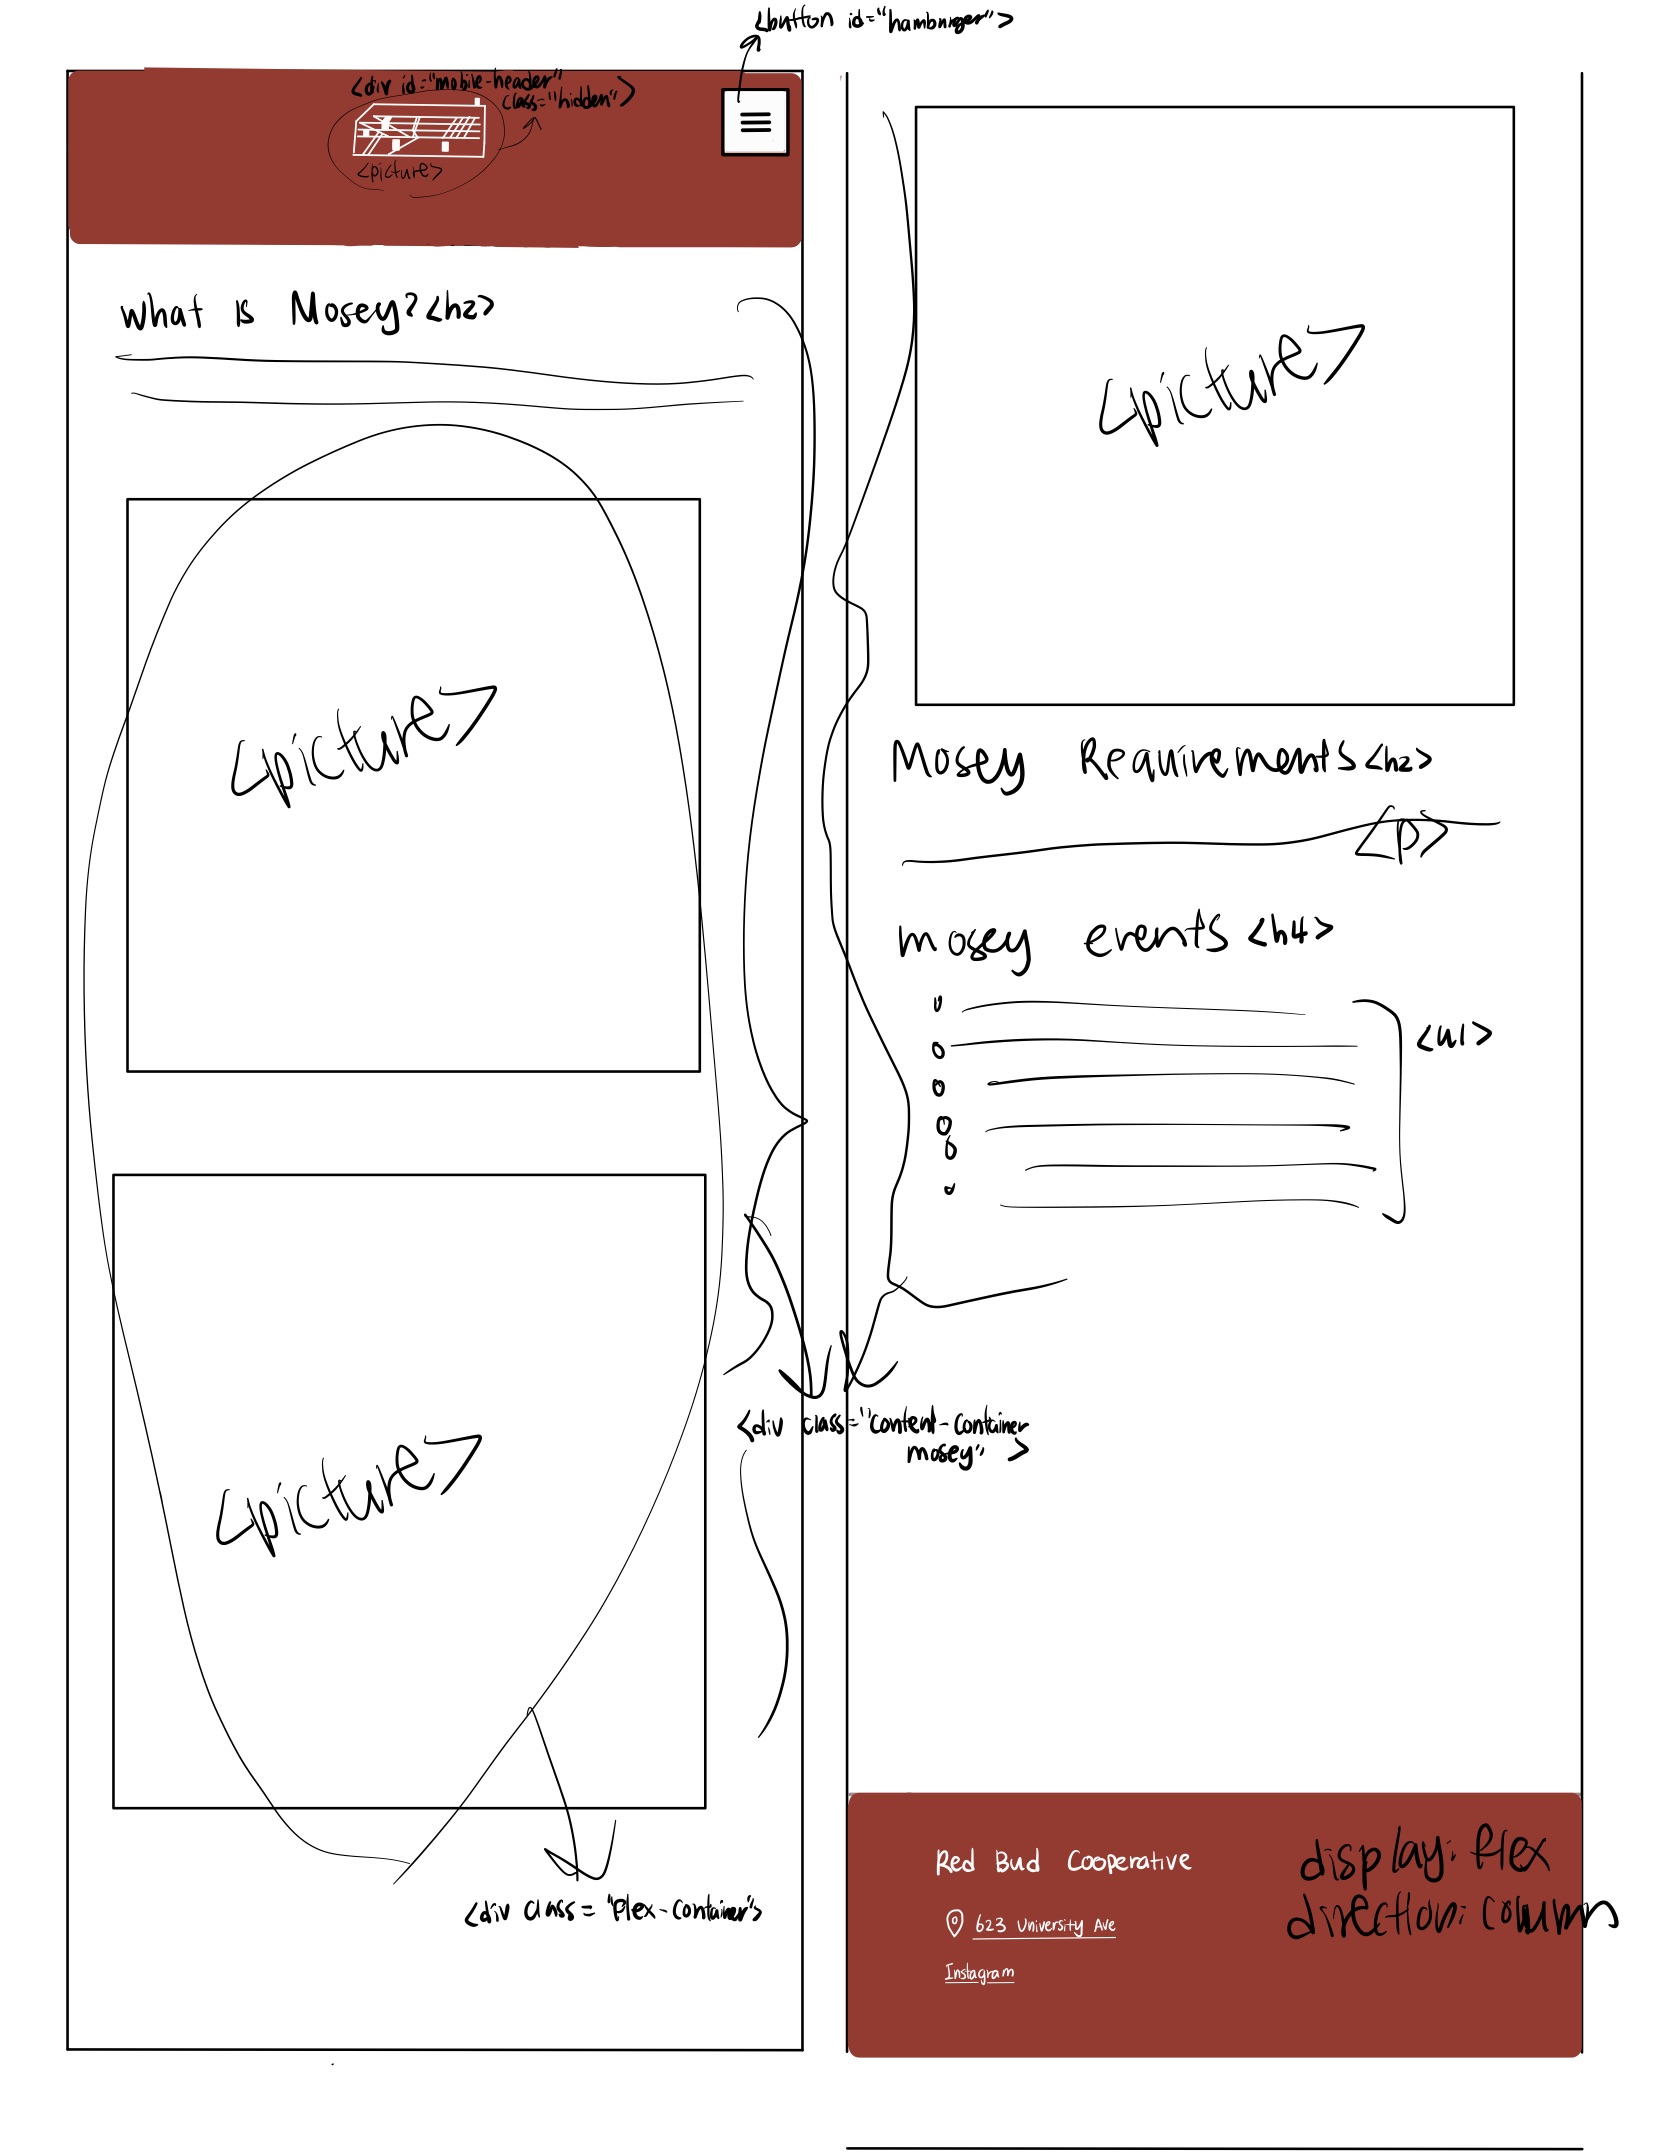 <button id="hamburger">
<div id="mobile-header"
class="hidden">
<picture>
What is Mosey? <h2>
<picture>
<picture>
<div class="flex-container">
<picture>
Mosey Requirements <h2>
<p>
mosey events <h4>
<ul>
<div class="content-container
mosey">
Red Bud Cooperative
623 University Ave
Instagram
display: flex
direction: column